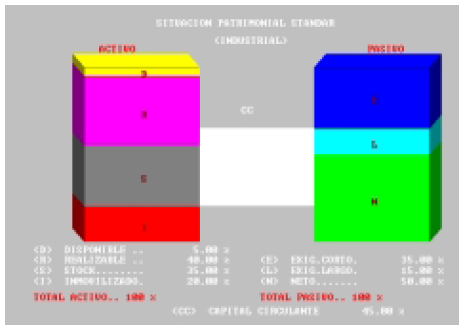 SITUACION PATRIMONIAL STANDAR
(INDUSTRIAL)
ACTIVO PASIVO
D
R
CC
L
S
N
I
(D) DISPONIBLE .. 5.00 %
(R) REALIZABLE .. 40.00 % (E) EXIG.CORTO. 35.00 %
(S) STOCK........ 35.00 % (L) EXIG.LARGO. 15.00 %
(I) INMOVILIZADO. 20.00 % (N) NETO....... 50.00 %
TOTAL ACTIVO.. 100 % TOTAL PASIVO.. 100 %
(CC) CAPITAL CIRCULANTE 45.00 %